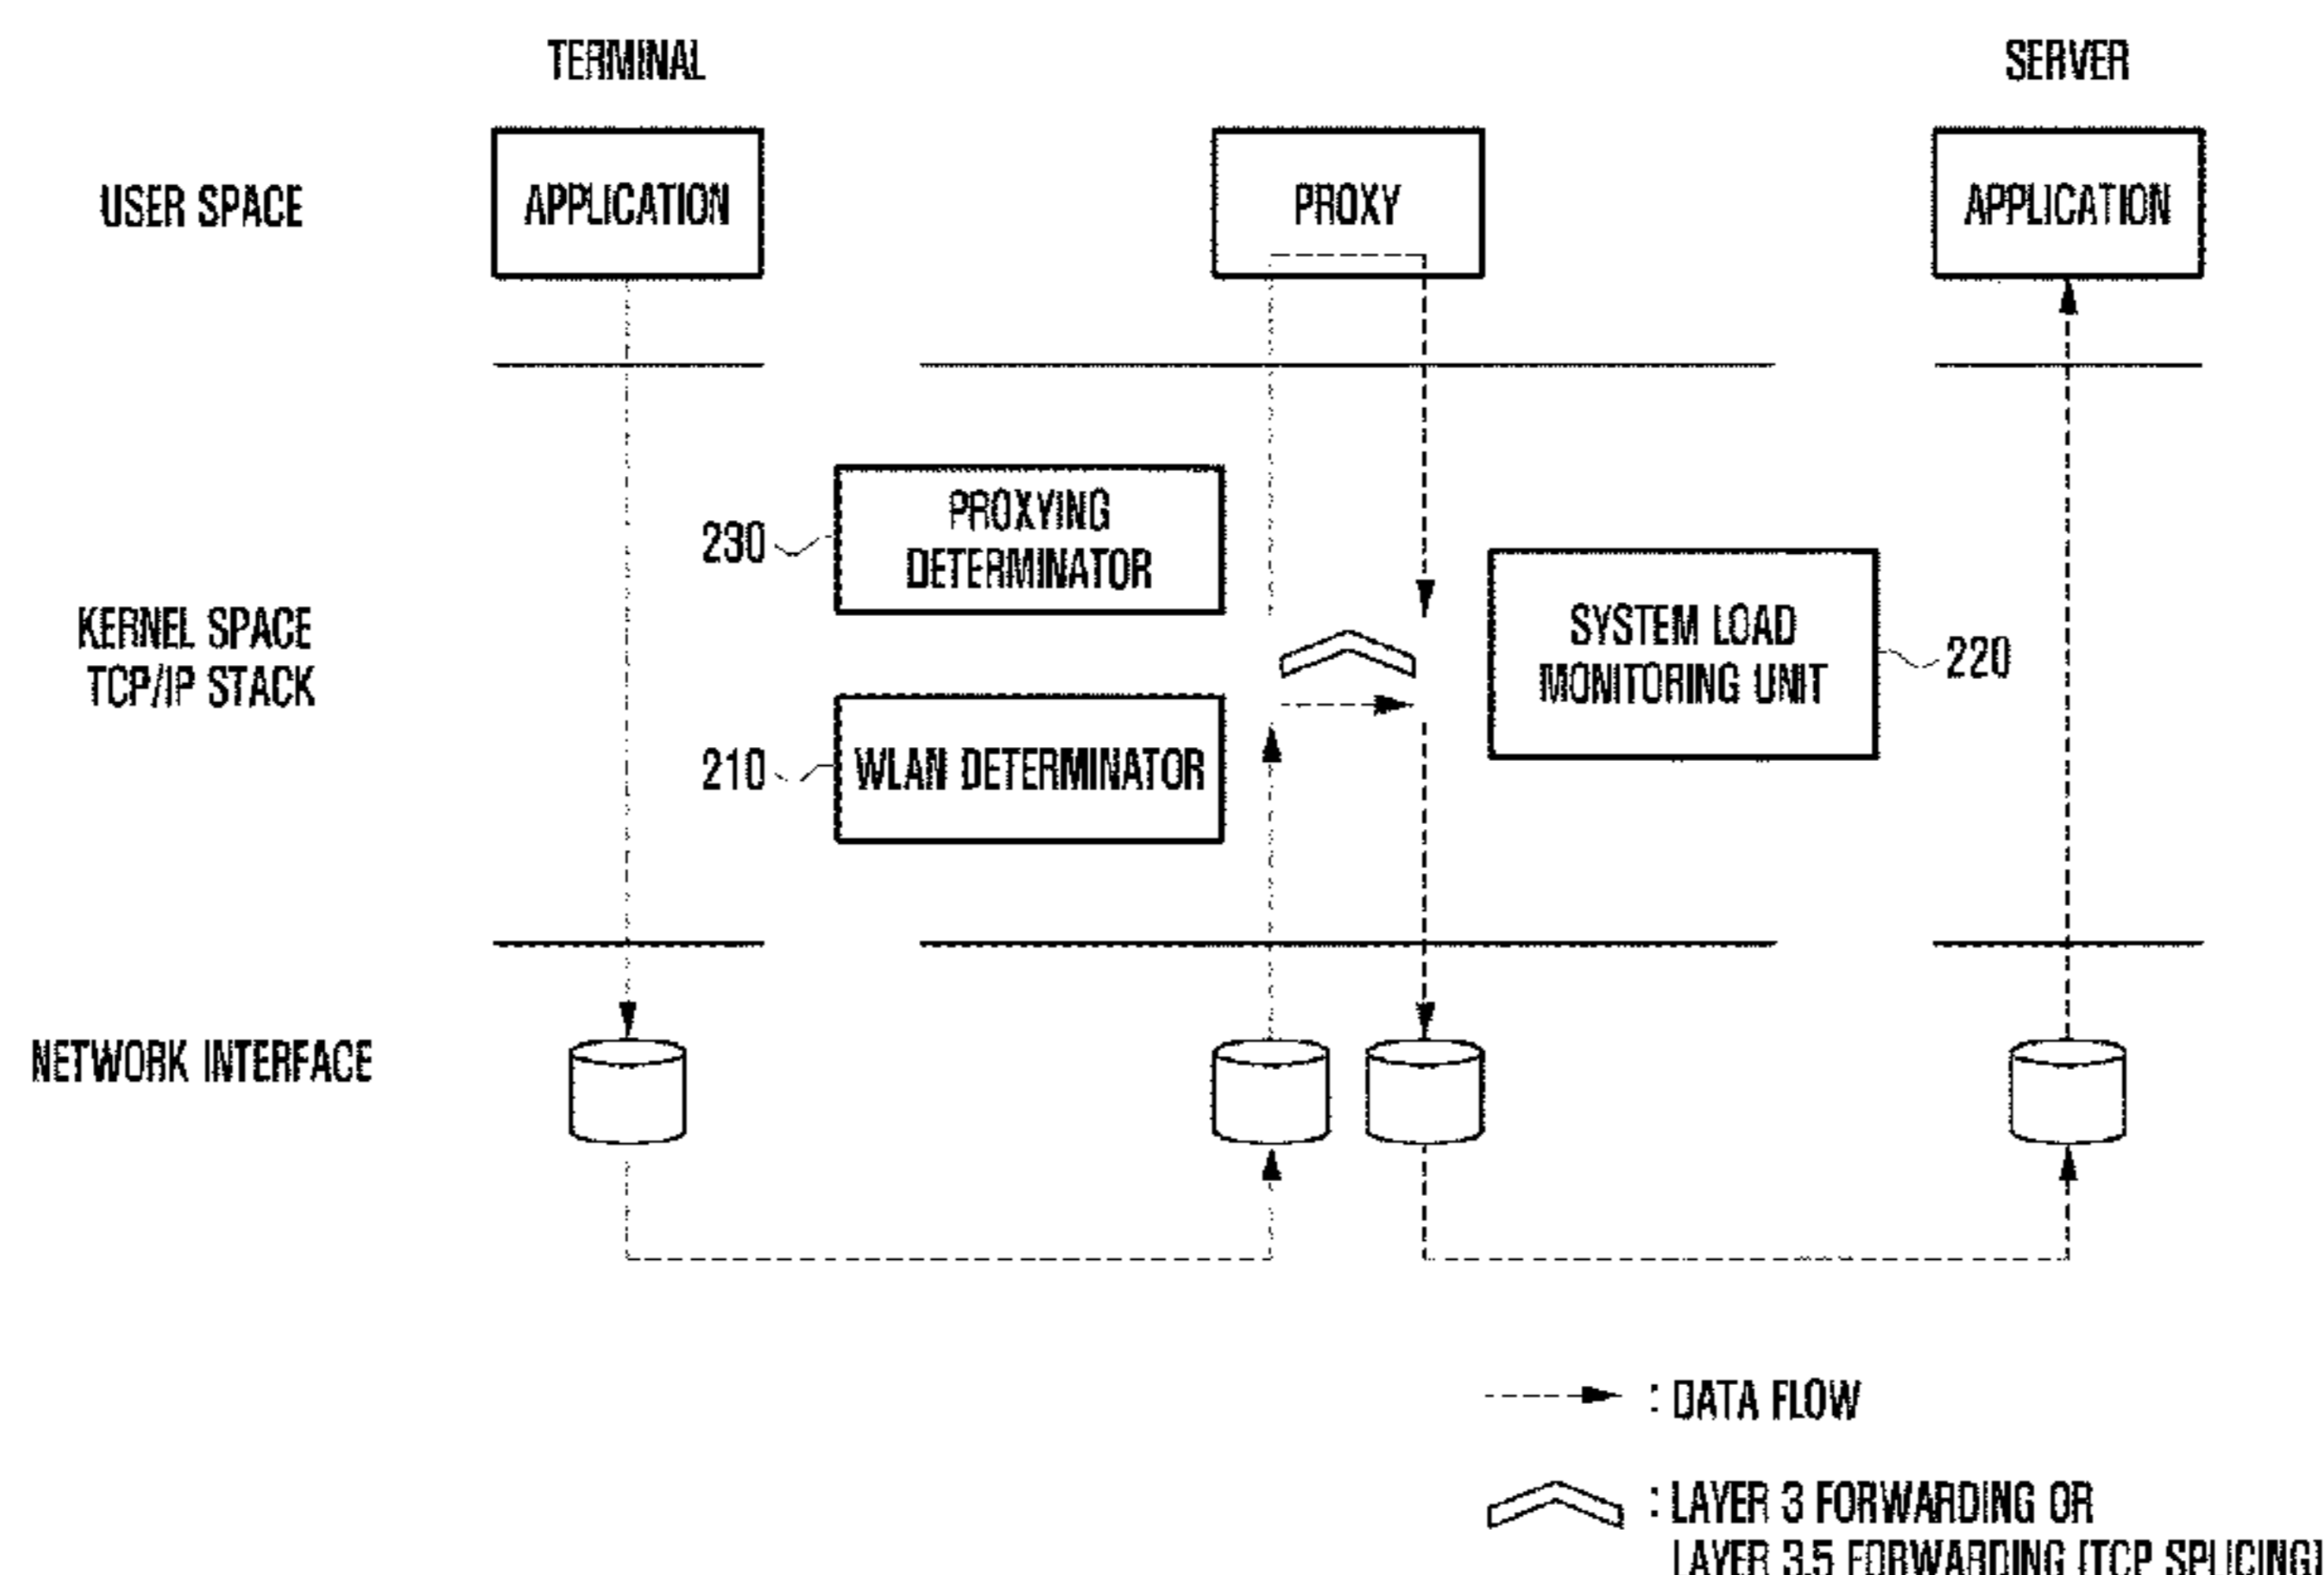 TERMINAL
SERVER
USER SPACE
APPLICATION
PROXY
APPLICATION
230
PROXYING
DETERMINATOR
KERNEL SPACE
TCP/IP STACK
SYSTEM LOAD
MONITORING UNIT
220
210
WLAN DETERMINATOR
NETWORK INTERFACE
: DATA FLOW
: LAYER 3 FORWARDING OR
LAYER 3.5 FORWARDING [TCP SPLICING]